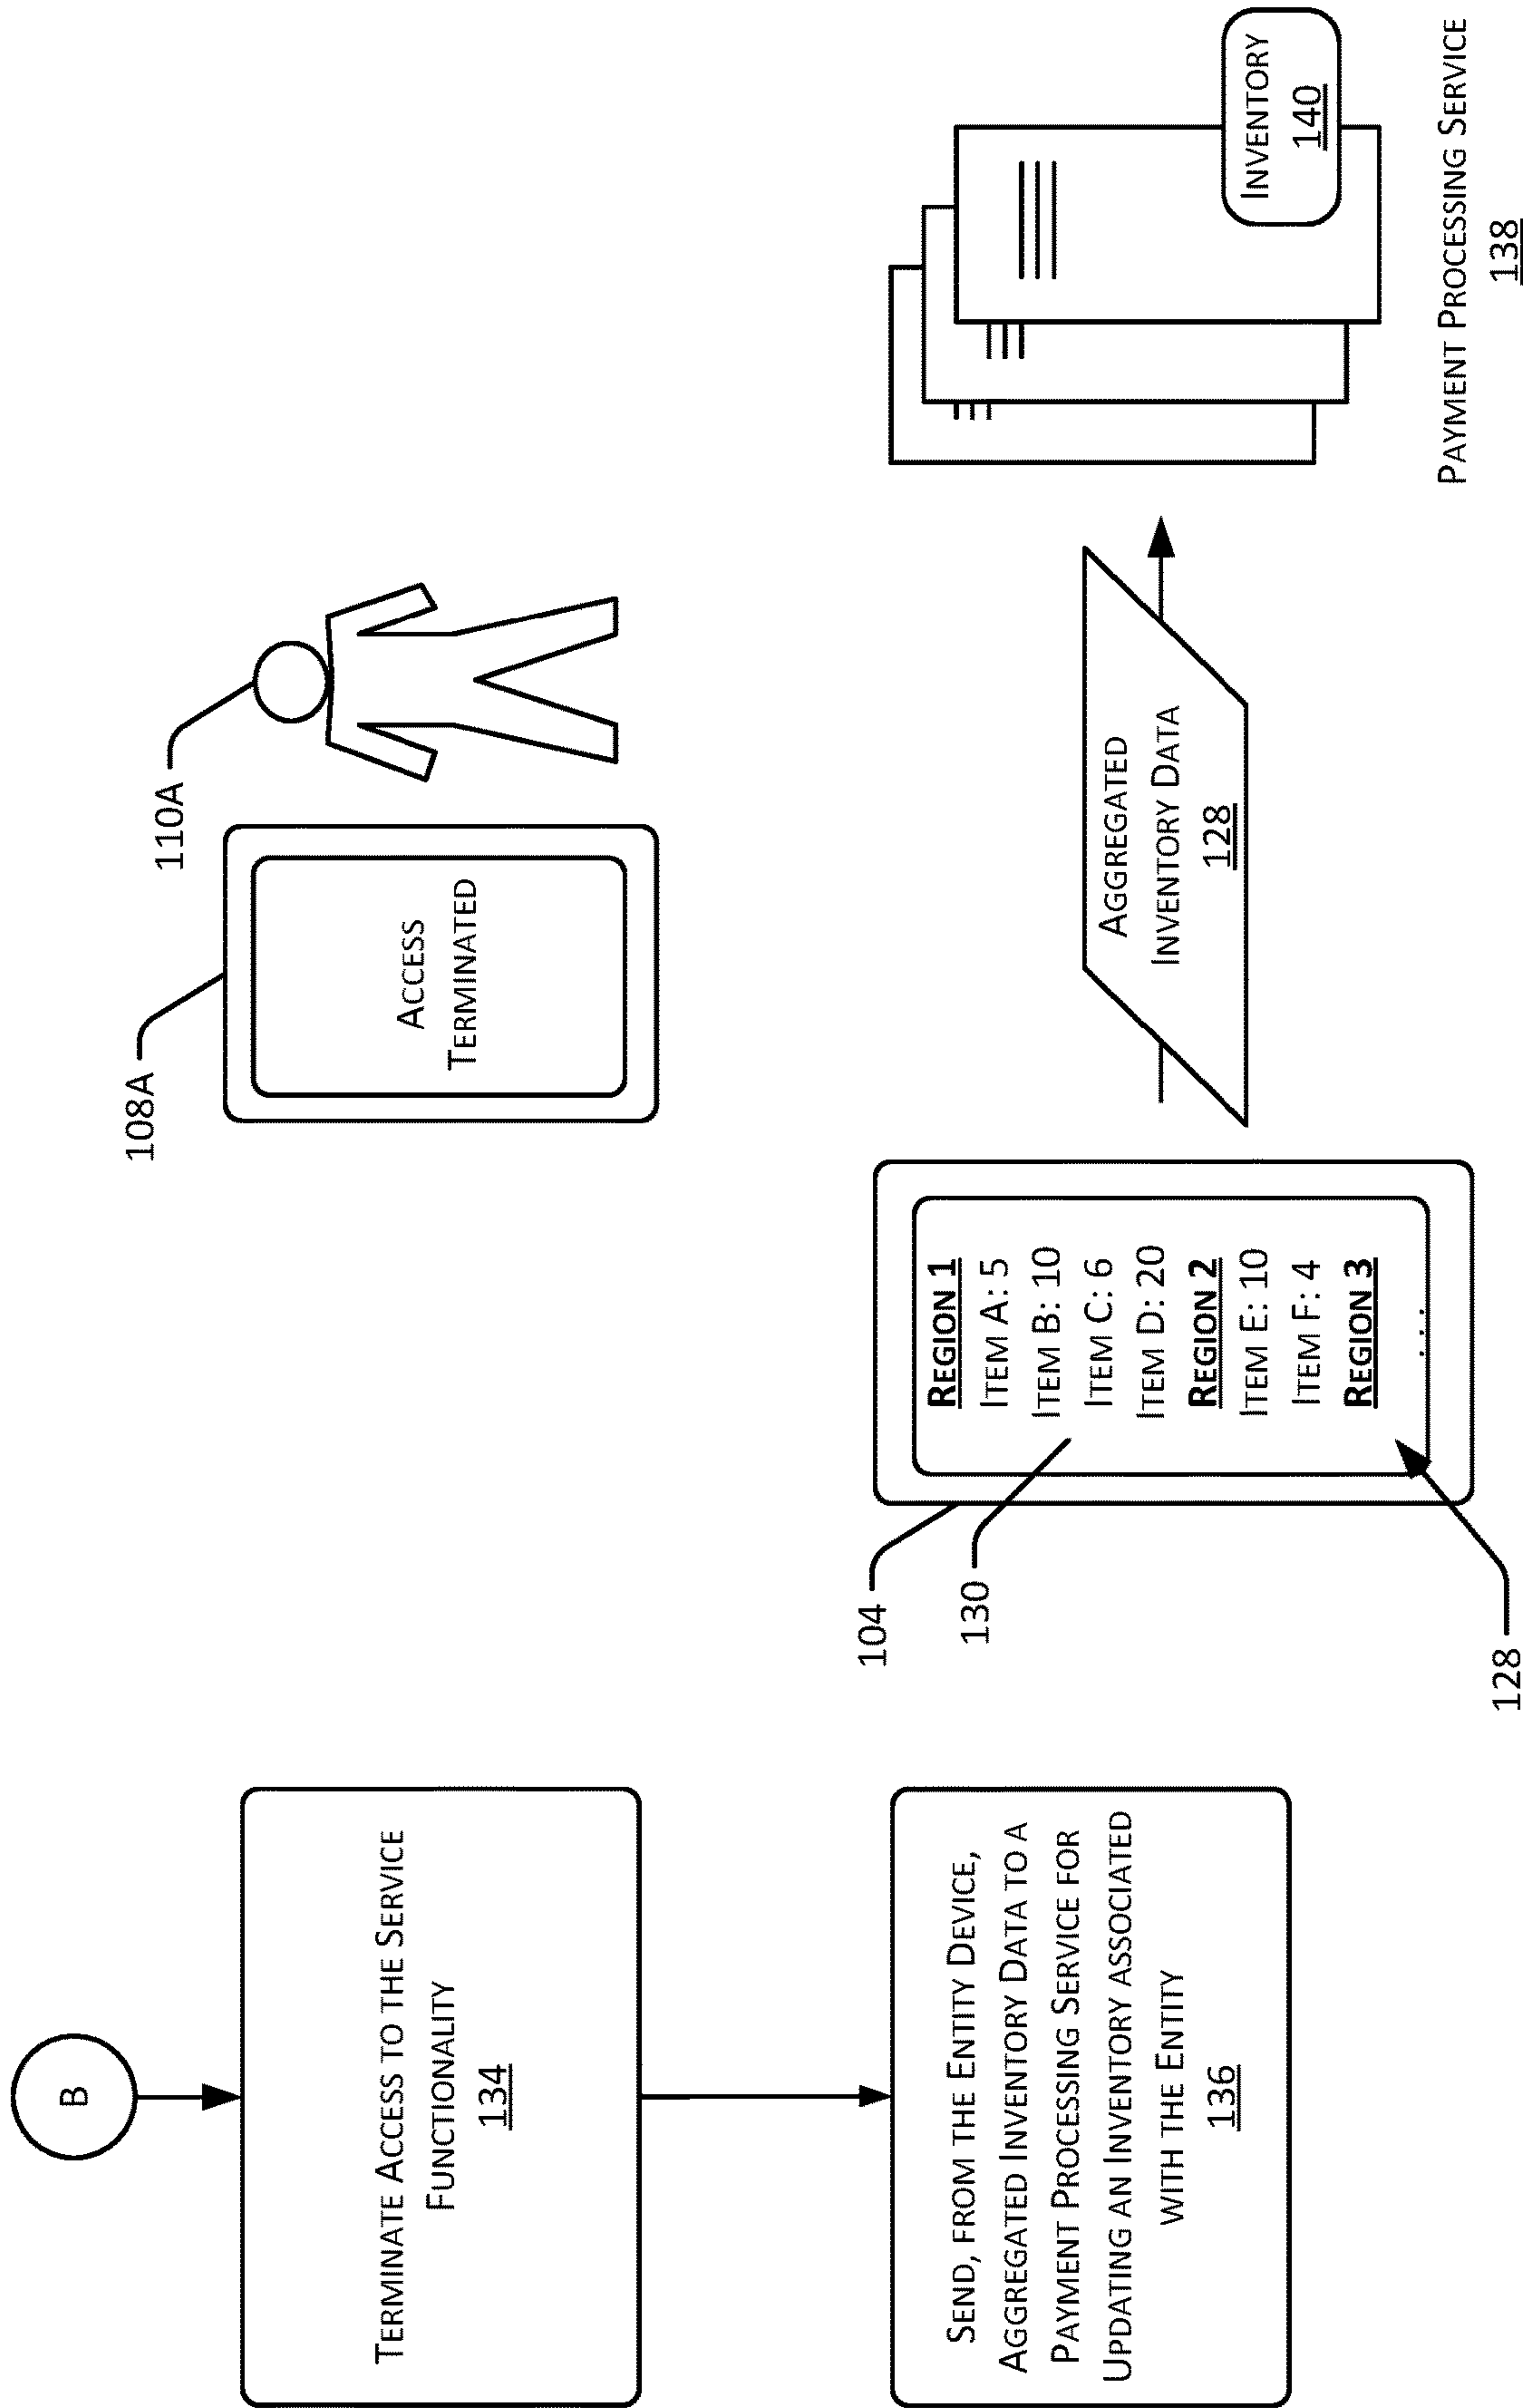 B
TERMINATE ACCESS TO THE SERVICE
FUNCTIONALITY
134
108A
110A
ACCESS
TERMINATED
SEND, FROM THE ENTITY DEVICE,
AGGREGATED INVENTORY DATA TO A
PAYMENT PROCESSING SERVICE FOR
UPDATING AN INVENTORY ASSOCIATED
WITH THE ENTITY
136
104
130
128
REGION 1
ITEM A: 5
ITEM B: 10
ITEM C: 6
ITEM D: 20
REGION 2
ITEM E: 10
ITEM F: 4
REGION 3
...
AGGREGATED
INVENTORY DATA
128
INVENTORY
140
PAYMENT PROCESSING SERVICE
138